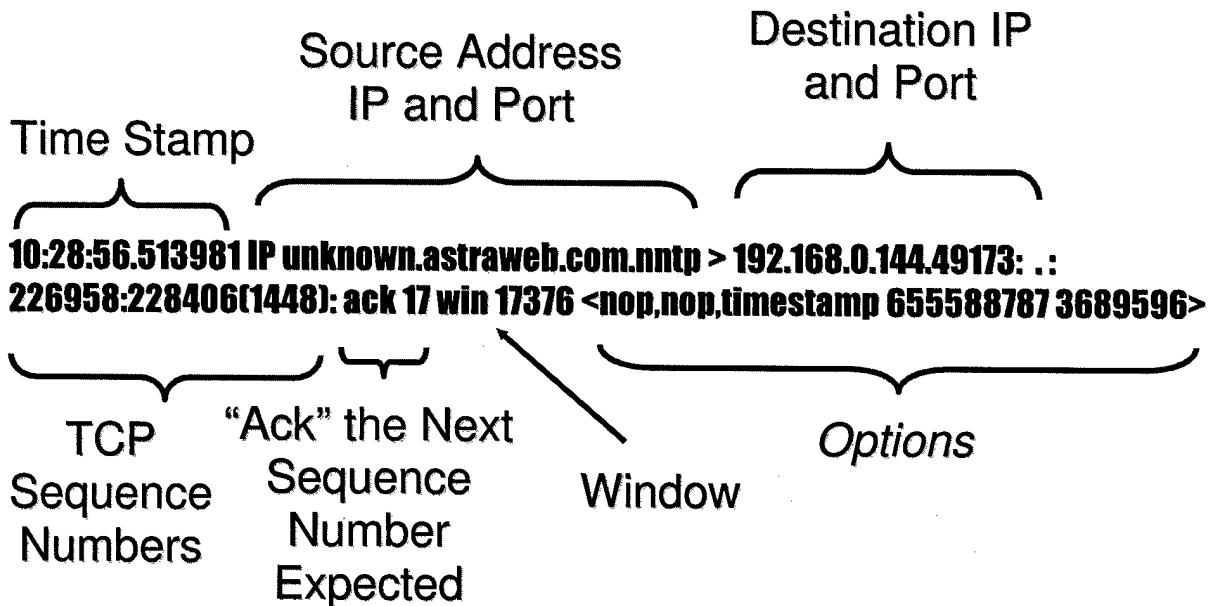 Source Address
IP and Port
Destination IP
and Port
Time Stamp
10:28:56.513981 IP unknown.astraweb.com.nntp > 192.168.0.144.49173: . :
226958:228406(1448): ack 17 win 17376 <nop,nop,timestamp 655588787 3689596>
TCP
Sequence
Numbers
“Ack” the Next
Sequence
Number
Expected
Window
Options